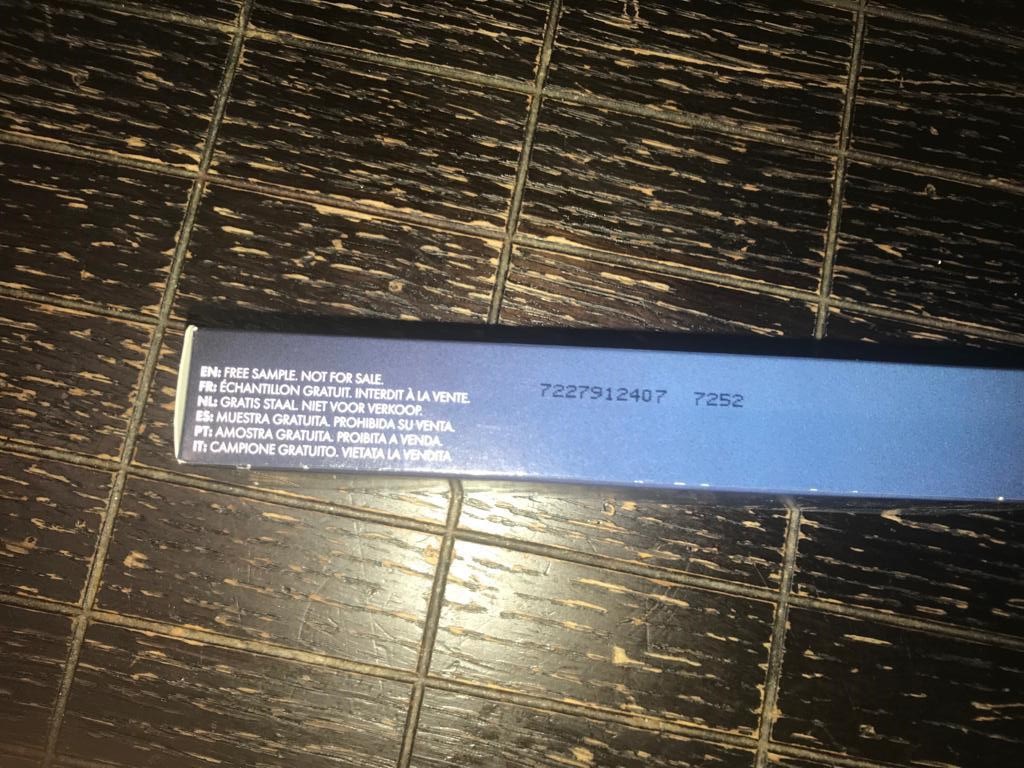 EN: FREE SAMPLE. NOT FOR SALE.
FR: ÉCHANTILLON GRATUIT. INTERDIT À LA VENTE.
NL: GRATIS STAAL NIET VOOR VERKOOP.
ES: MUESTRA GRATUITA. PROHIBIDA SU VENTA.
PT: AMOSTRA GRATUITA. PROIBITA A VENDA.
IT: CAMPIONE GRATUITO. VIETATA LA VENDITA
7227912407 7252